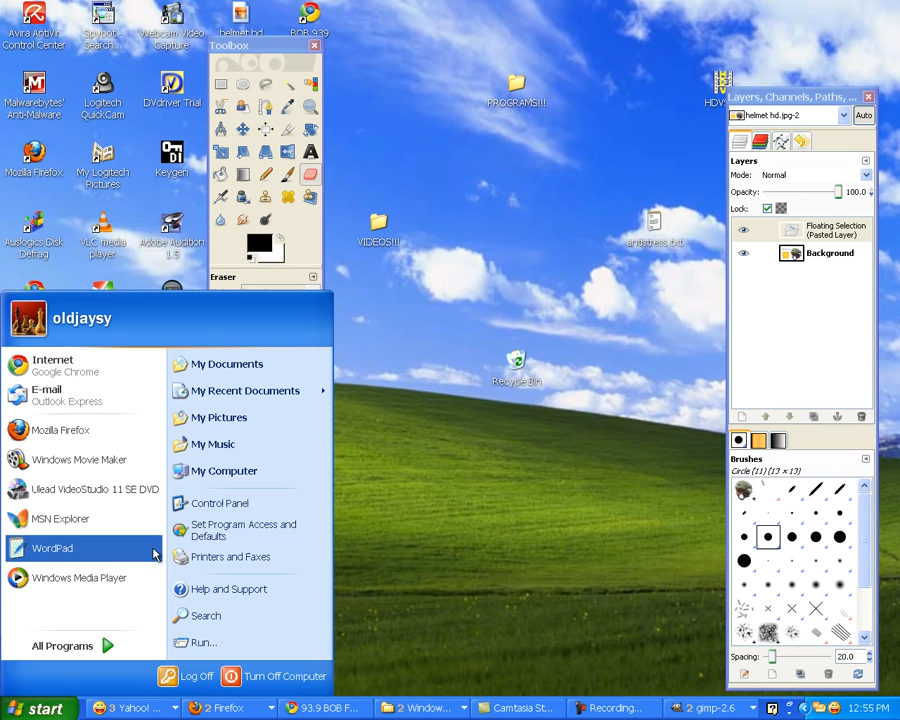 Avira AntiVir
Control Center
Spybot -
Search...
Webcam Video
Capture
helmet hd
BOB 939
Malwarebytes'
Anti-Malware
Logitech
QuickCam
DVdriver Trial
Mozilla Firefox
My Logitech
Pictures
Keygen
Auslogics Disk
Defrag
VLC media
player
Adobe Audition
1.5
Toolbox
Eraser
PROGRAMS!!!
HDVS
VIDEOS!!!
antistress.txt
Recycle Bin
Layers, Channels, Paths, ...
helmet hd.jpg-2
Auto
Layers
Mode: Normal
Opacity: 100.0
Lock:
Floating Selection
(Pasted Layer)
Background
Brushes
Circle (11) (13 × 13)
Spacing: 20.0
oldjaysy
Internet
Google Chrome
E-mail
Outlook Express
Mozilla Firefox
Windows Movie Maker
Ulead VideoStudio 11 SE DVD
MSN Explorer
WordPad
Windows Media Player
All Programs
My Documents
My Recent Documents
My Pictures
My Music
My Computer
Control Panel
Set Program Access and
Defaults
Printers and Faxes
Help and Support
Search
Run...
Log Off
Turn Off Computer
start
3 Yahoo! ...
2 Firefox
93.9 BOB F...
2 Window...
Camtasia St...
Recording...
2 gimp-2.6
12:55 PM